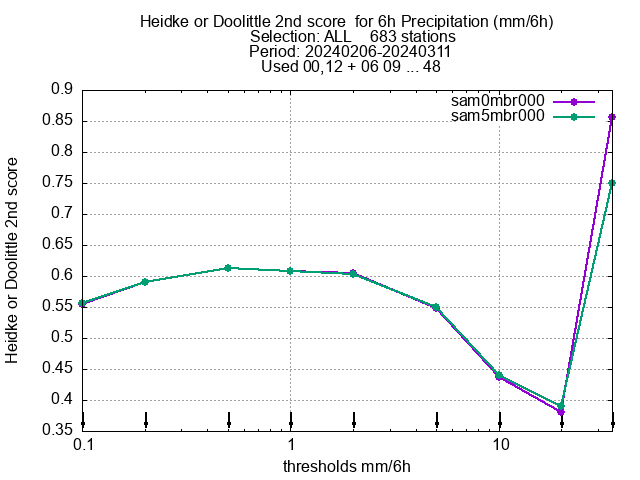 Heidke or Doolittle 2nd score  for 6h Precipitation (mm/6h)
Selection: ALL    683 stations
Period: 20240206-20240311
Used 00,12 + 06 09 ... 48
sam0mbr000
sam5mbr000
0.9
0.85
0.8
0.75
0.7
0.65
0.6
0.55
0.5
0.45
0.4
0.35
Heidke or Doolittle 2nd score
0.1
1
10
thresholds mm/6h